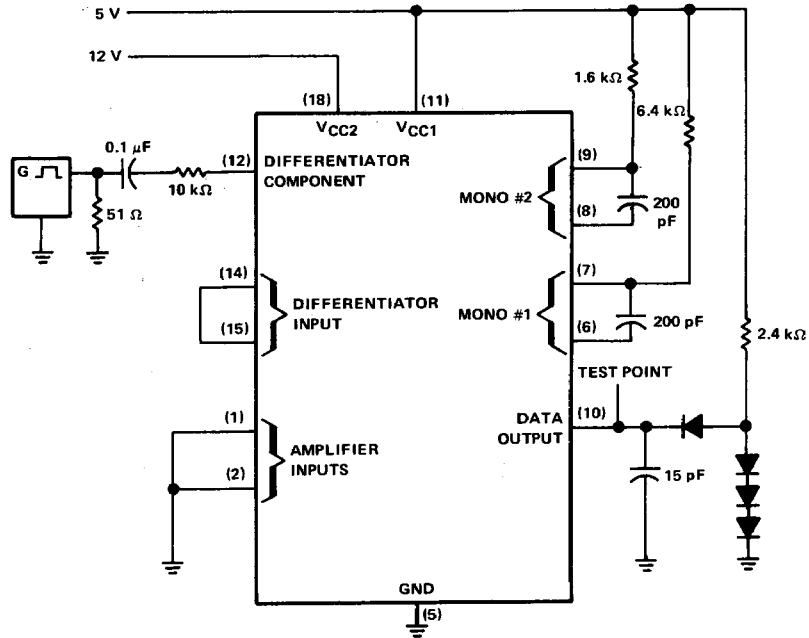 5 V
12 V
(18)
(11)
VCC2
VCC1
1.6 kΩ
6.4 kΩ
0.1 μF
(12)
DIFFERENTIATOR
COMPONENT
G
10 kΩ
51 Ω
(9)
MONO #2
(8)
200
pF
(14)
DIFFERENTIATOR
INPUT
(15)
(7)
MONO #1
(6)
200 pF
2.4 kΩ
TEST POINT
(1)
AMPLIFIER
INPUTS
(2)
DATA
OUTPUT
(10)
15 pF
GND
(5)